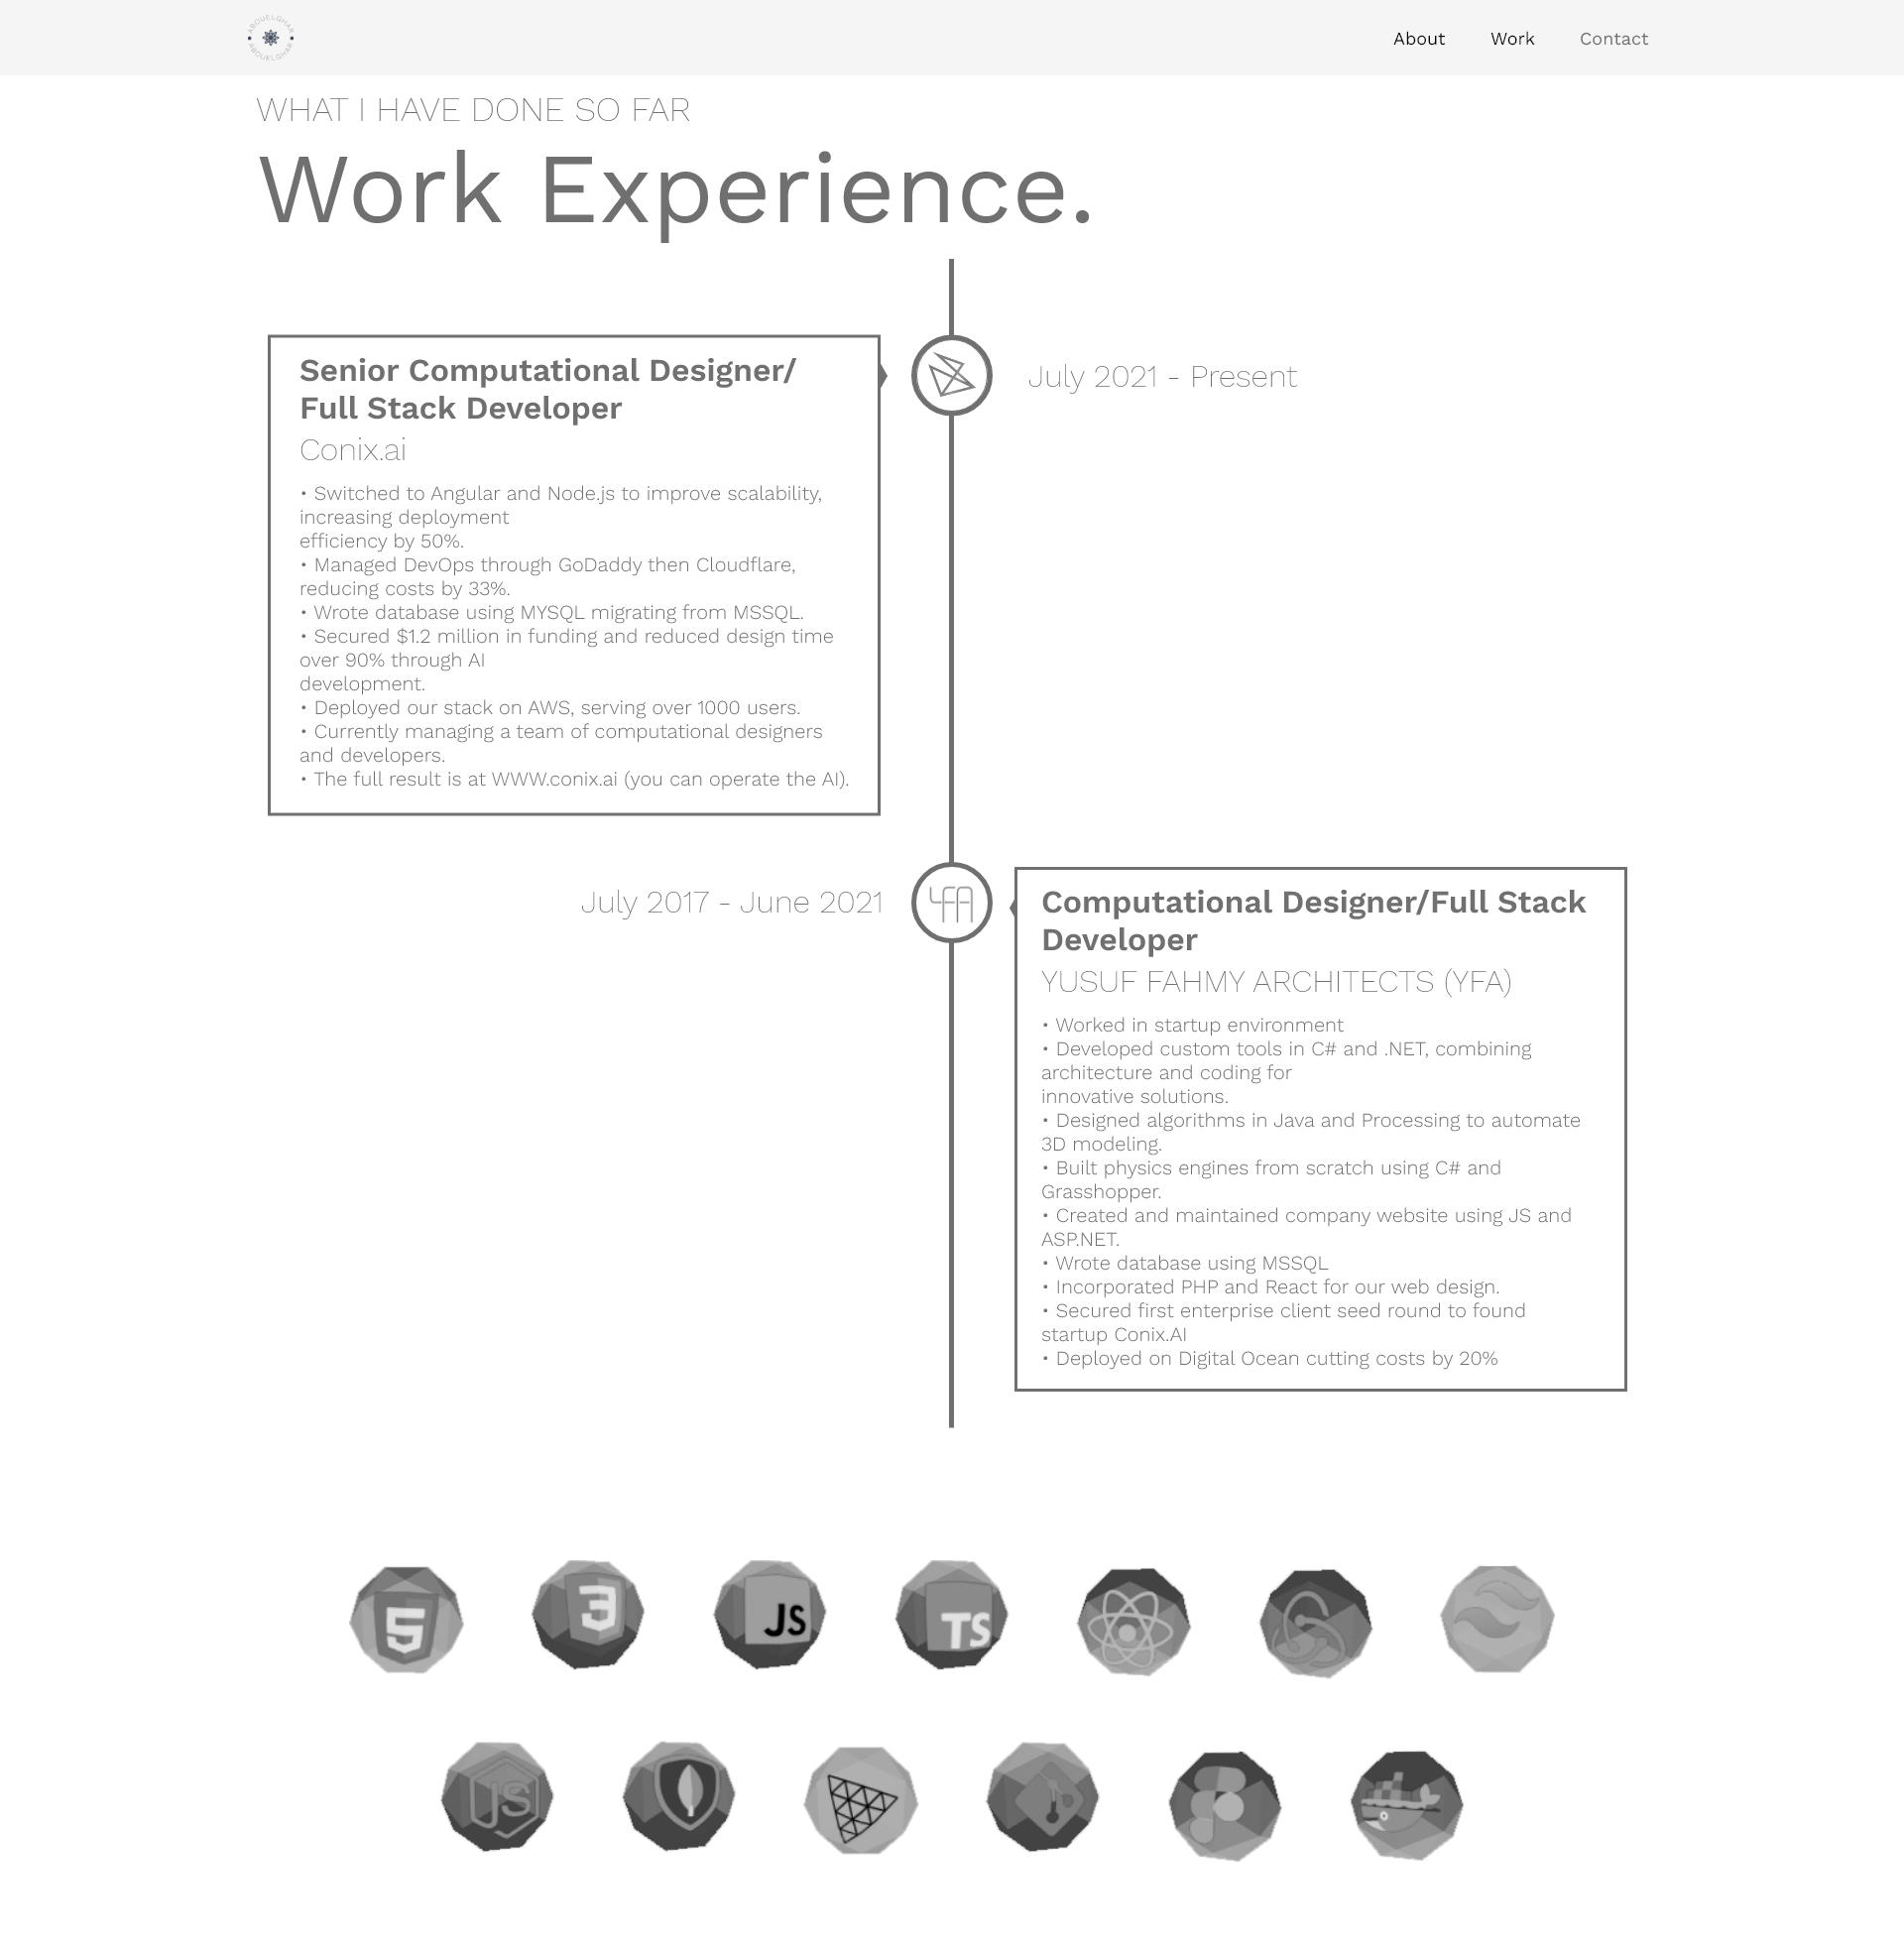 ABOUELGHAR
ABOUELGHAR
About
Work
Contact
WHAT I HAVE DONE SO FAR
Work Experience.
Senior Computational Designer/
Full Stack Developer
Conix.ai
• Switched to Angular and Node.js to improve scalability,
increasing deployment
efficiency by 50%.
• Managed DevOps through GoDaddy then Cloudflare,
reducing costs by 33%.
• Wrote database using MYSQL migrating from MSSQL.
• Secured $1.2 million in funding and reduced design time
over 90% through AI
development.
• Deployed our stack on AWS, serving over 1000 users.
• Currently managing a team of computational designers
and developers.
• The full result is at WWW.conix.ai (you can operate the AI).
July 2021 - Present
July 2017 - June 2021
YFA
Computational Designer/Full Stack
Developer
YUSUF FAHMY ARCHITECTS (YFA)
• Worked in startup environment
• Developed custom tools in C# and .NET, combining
architecture and coding for
innovative solutions.
• Designed algorithms in Java and Processing to automate
3D modeling.
• Built physics engines from scratch using C# and
Grasshopper.
• Created and maintained company website using JS and
ASP.NET.
• Wrote database using MSSQL
• Incorporated PHP and React for our web design.
• Secured first enterprise client seed round to found
startup Conix.AI
• Deployed on Digital Ocean cutting costs by 20%
5
3
JS
TS
JS